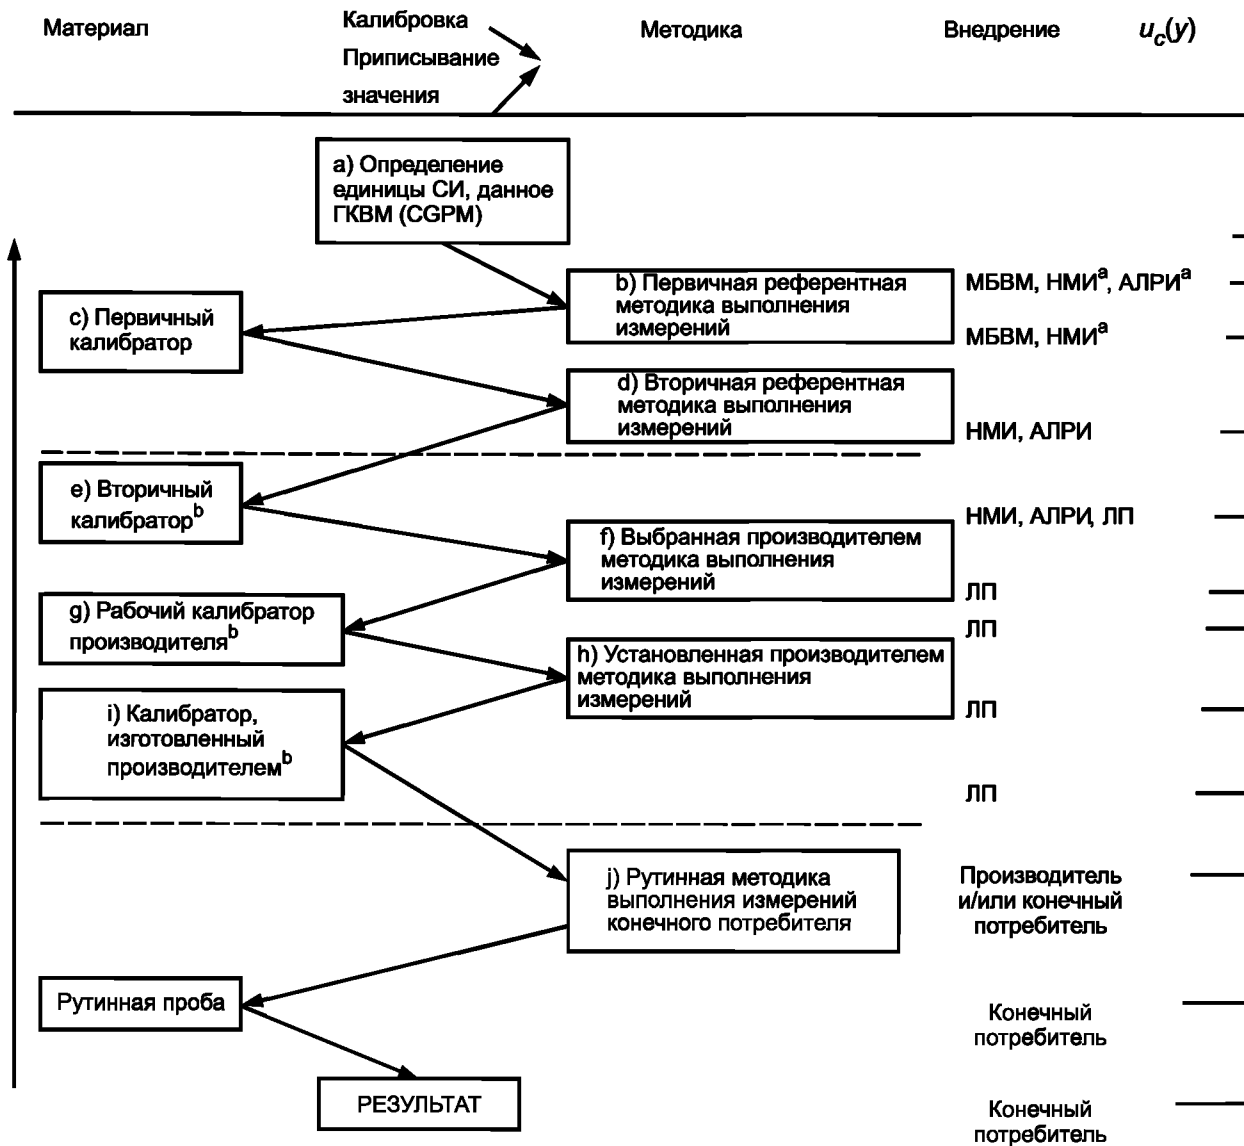 Материал
Калибровка
Приписывание
значения
Методика
Внедрение
u_c(y)
a) Определение
единицы СИ, данное
ГКВМ (CGPM)
b) Первичная референтная
методика выполнения
измерений
МБВМ, НМИᵃ, АЛРИᵃ
c) Первичный
калибратор
МБВМ, НМИᵃ
d) Вторичная референтная
методика выполнения
измерений
НМИ, АЛРИ
e) Вторичный
калибраторᵇ
НМИ, АЛРИ, ЛП
f) Выбранная производителем
методика выполнения
измерений
ЛП
g) Рабочий калибратор
производителяᵇ
ЛП
h) Установленная производителем
методика выполнения
измерений
ЛП
i) Калибратор,
изготовленный
производителемᵇ
ЛП
j) Рутинная методика
выполнения измерений
конечного потребителя
Производитель
и/или конечный
потребитель
Рутинная проба
Конечный
потребитель
РЕЗУЛЬТАТ
Конечный
потребитель